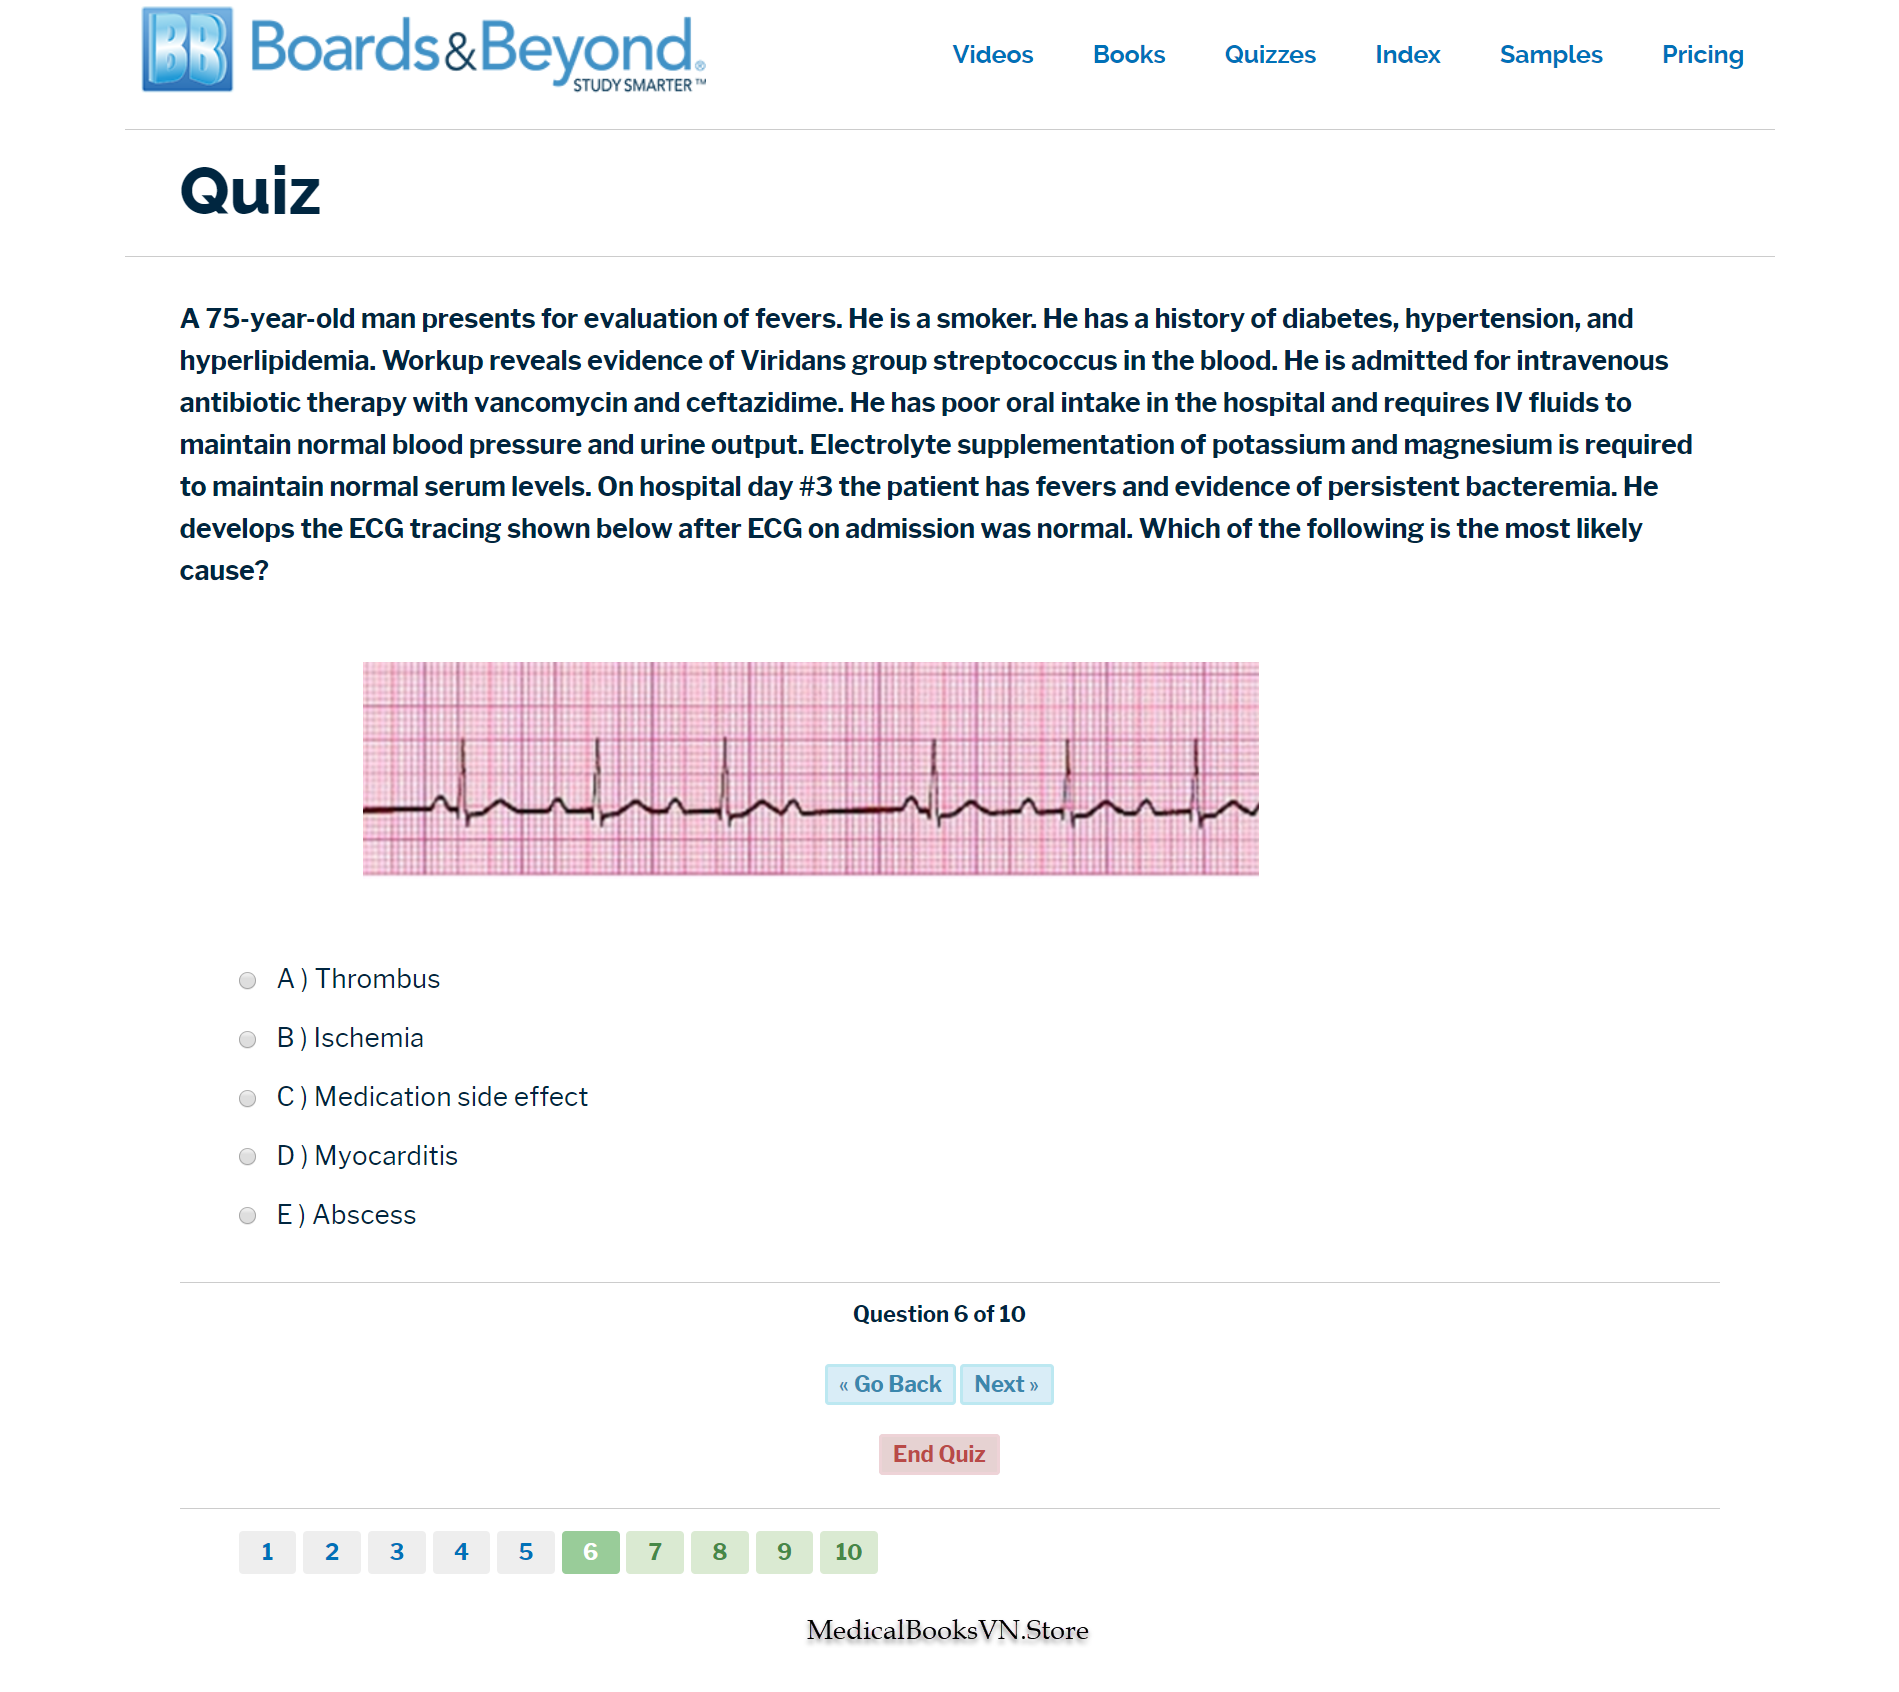 BB Boards&Beyond®
STUDY SMARTER™
Videos Books Quizzes Index Samples Pricing
Quiz
A 75-year-old man presents for evaluation of fevers. He is a smoker. He has a history of diabetes, hypertension, and
hyperlipidemia. Workup reveals evidence of Viridans group streptococcus in the blood. He is admitted for intravenous
antibiotic therapy with vancomycin and ceftazidime. He has poor oral intake in the hospital and requires IV fluids to
maintain normal blood pressure and urine output. Electrolyte supplementation of potassium and magnesium is required
to maintain normal serum levels. On hospital day #3 the patient has fevers and evidence of persistent bacteremia. He
develops the ECG tracing shown below after ECG on admission was normal. Which of the following is the most likely
cause?
A ) Thrombus
B ) Ischemia
C ) Medication side effect
D ) Myocarditis
E ) Abscess
Question 6 of 10
« Go Back Next »
End Quiz
1 2 3 4 5 6 7 8 9 10
MedicalBooksVN.Store